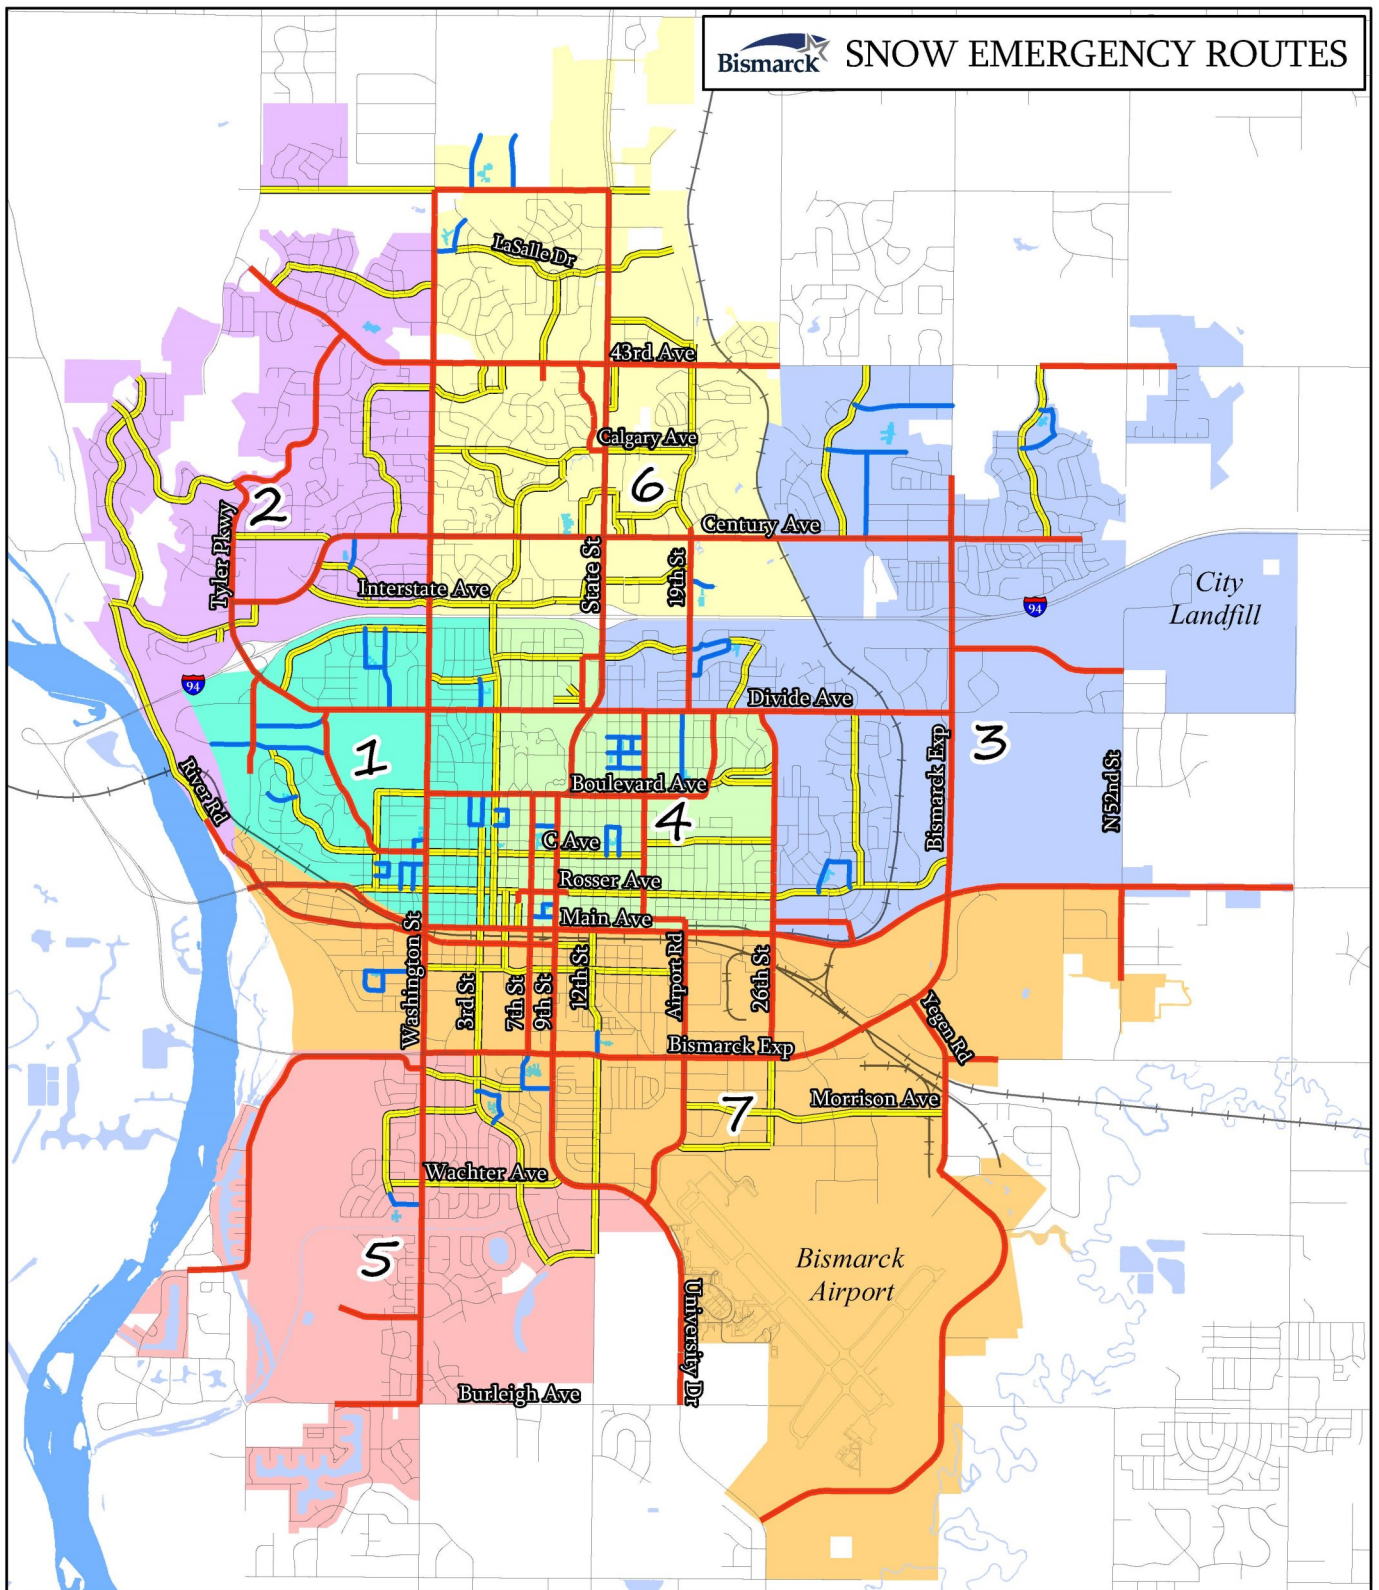 Bismarck SNOW EMERGENCY ROUTES
LaSalle Dr
43rd Ave
Calgary Ave
6
2
Century Ave
Tyler Pkwy
State St
19th St
Interstate Ave
City
Landfill
94
94
Divide Ave
1
3
Bismarck Exp
N 52nd St
River Rd
Boulevard Ave
4
C Ave
Rosser Ave
Main Ave
Washington St
3rd St
7th St
9th St
12th St
Airport Rd
26th St
Yegen Rd
Bismarck Exp
7
Morrison Ave
Wachter Ave
5
Bismarck
Airport
University Dr
Burleigh Ave